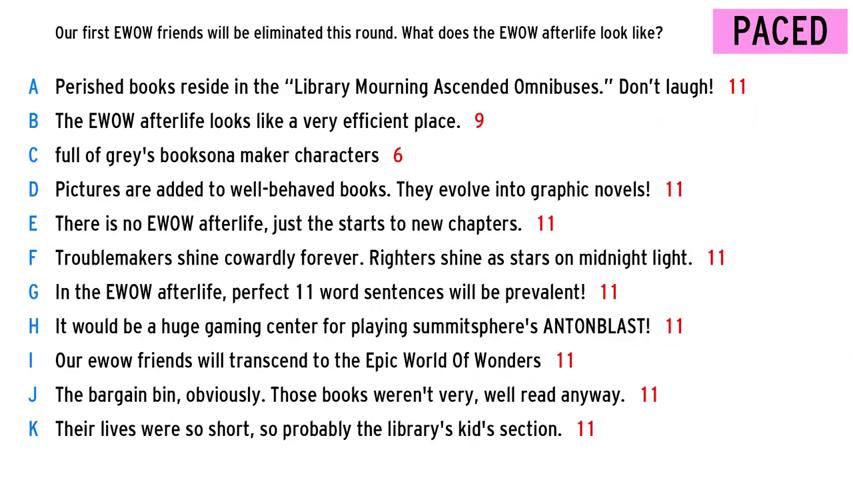 Our first EWOW friends will be eliminated this round. What does the EWOW afterlife look like?
PACED
A Perished books reside in the “Library Mourning Ascended Omnibuses.” Don’t laugh! 11
B The EWOW afterlife looks like a very efficient place. 9
C full of grey's booksona maker characters 6
D Pictures are added to well-behaved books. They evolve into graphic novels! 11
E There is no EWOW afterlife, just the starts to new chapters. 11
F Troublemakers shine cowardly forever. Righters shine as stars on midnight light. 11
G In the EWOW afterlife, perfect 11 word sentences will be prevalent! 11
H It would be a huge gaming center for playing summitsphere's ANTONBLAST! 11
I Our ewow friends will transcend to the Epic World Of Wonders 11
J The bargain bin, obviously. Those books weren't very, well read anyway. 11
K Their lives were so short, so probably the library's kid's section. 11